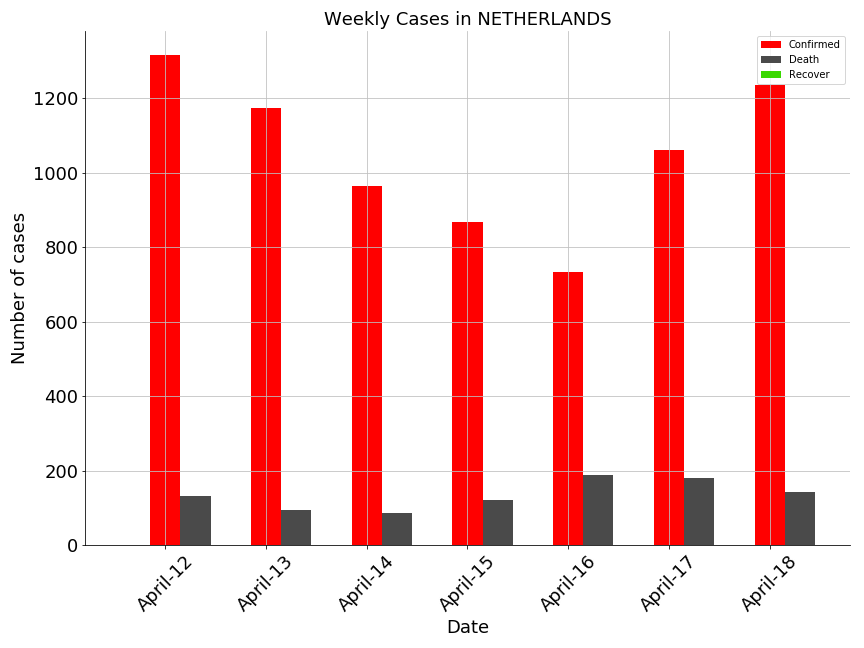 Weekly Cases in NETHERLANDS
Confirmed
Death
Recover
Number of cases
1200
1000
800
600
400
200
0
April-12
April-13
April-14
April-15
April-16
April-17
April-18
Date